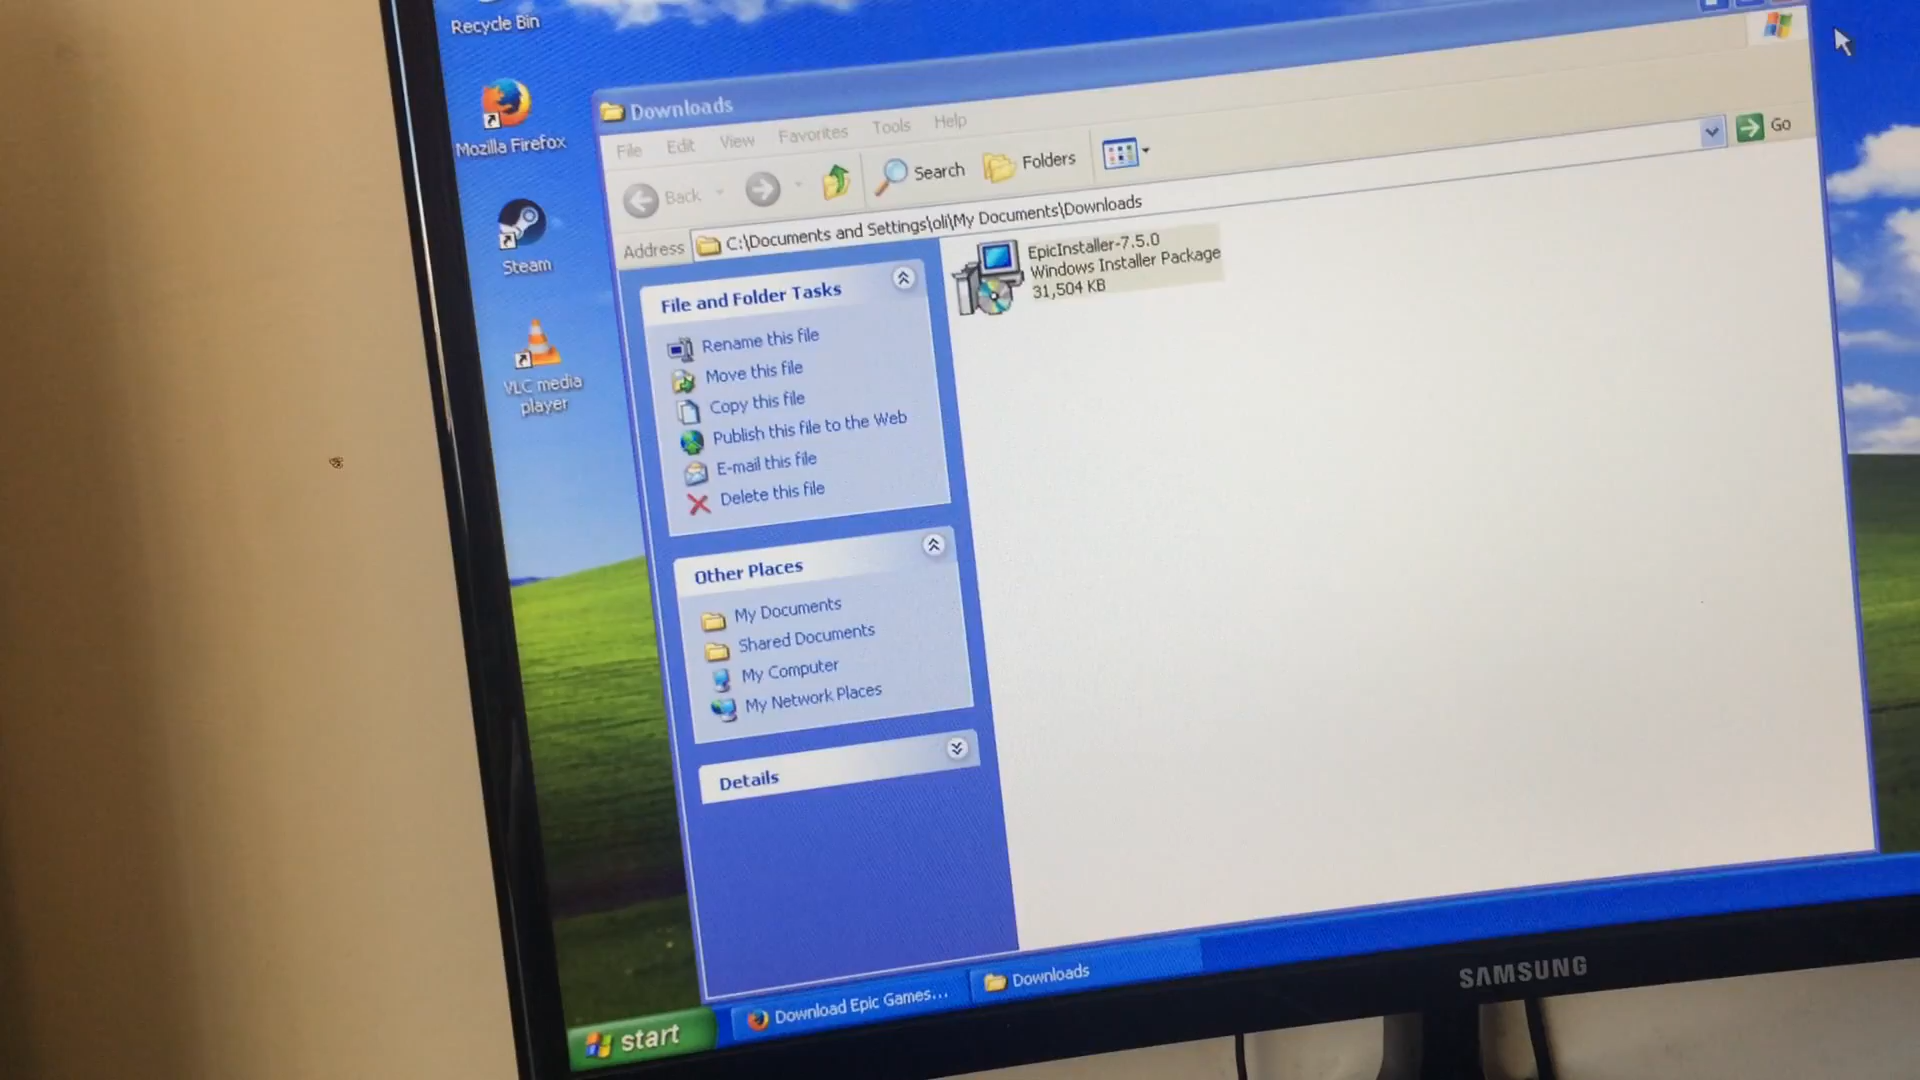 Recycle Bin
Mozilla Firefox
Steam
VLC media
player
Downloads
File Edit View Favorites Tools Help
Back Search Folders
Address C:\Documents and Settings\oli\My Documents\Downloads Go
File and Folder Tasks
Rename this file
Move this file
Copy this file
Publish this file to the Web
E-mail this file
Delete this file
Other Places
My Documents
Shared Documents
My Computer
My Network Places
Details
EpicInstaller-7.5.0
Windows Installer Package
31,504 KB
start
Download Epic Games...
Downloads
SAMSUNG